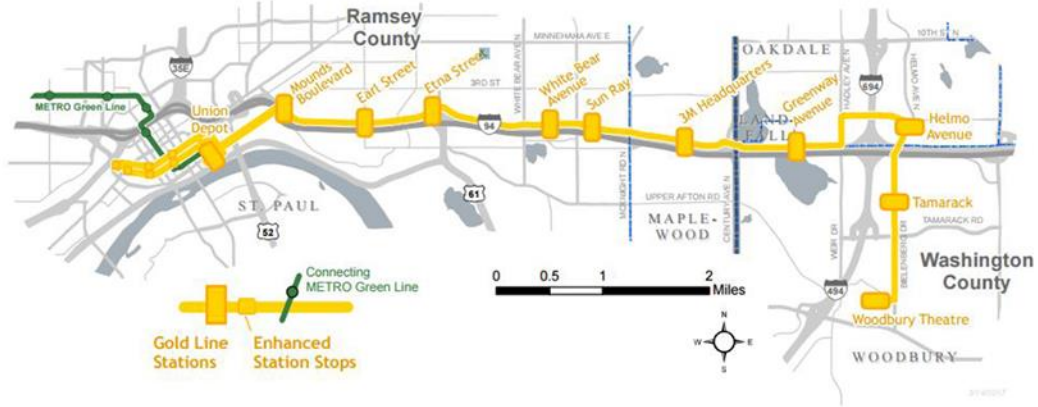 Ramsey
County
35E
METRO Green Line
Union
Depot
Mounds
Boulevard
Earl Street
Etna Street
3RD ST
WHITE BEAR AVE N
MINNEHAHA AVE E
94
White Bear
Avenue
Sun Ray
MCKNIGHT RD N
3M Headquarters
CENTURY AVE N
OAKDALE
LAND-
FALL
Greenway
Avenue
HADLEY AVE N
694
10TH ST N
HELMO AVE N
Helmo
Avenue
ST. PAUL
52
61
UPPER AFTON RD
MAPLE-
WOOD
Tamarack
TAMARACK RD
WEIR DR
BIELENBERG DR
Washington
County
494
Woodbury Theatre
WOODBURY
Connecting
METRO Green Line
Gold Line
Stations
Enhanced
Station Stops
0 0.5 1 2
Miles
N
W E
S